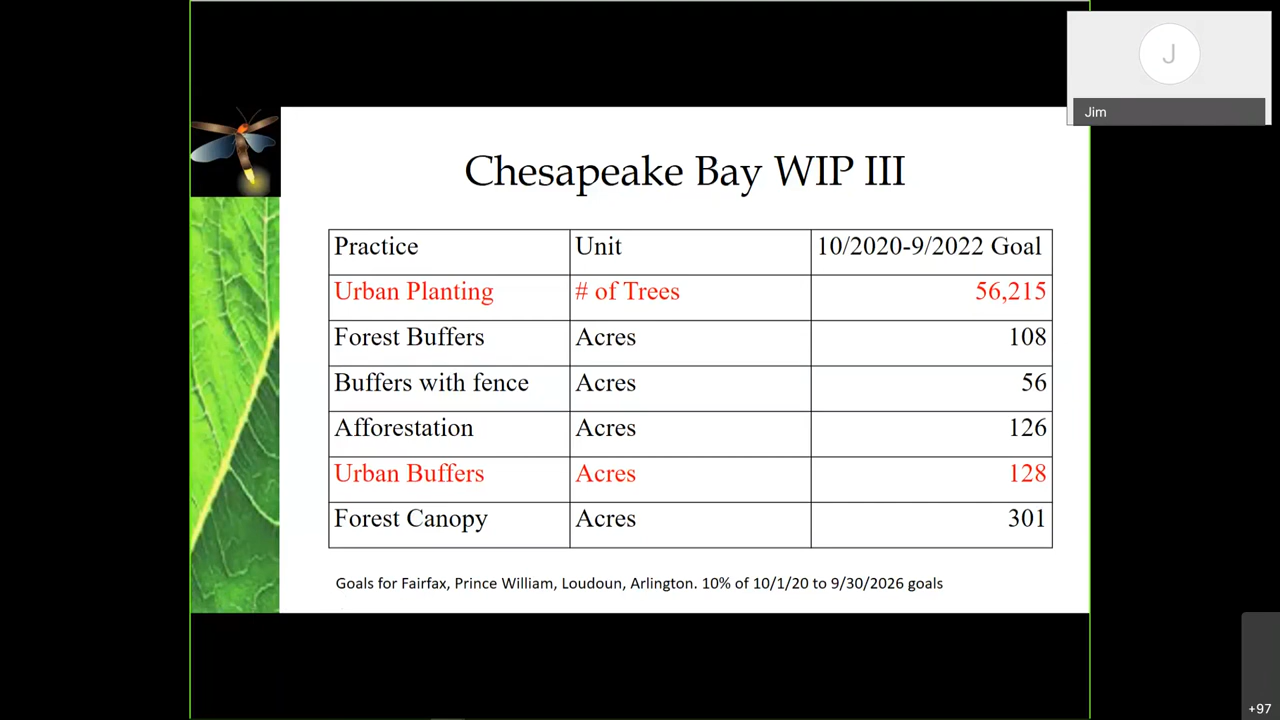 J
Jim
Chesapeake Bay WIP III
Practice Unit 10/2020-9/2022 Goal
Urban Planting # of Trees 56,215
Forest Buffers Acres 108
Buffers with fence Acres 56
Afforestation Acres 126
Urban Buffers Acres 128
Forest Canopy Acres 301
Goals for Fairfax, Prince William, Loudoun, Arlington. 10% of 10/1/20 to 9/30/2026 goals
+97